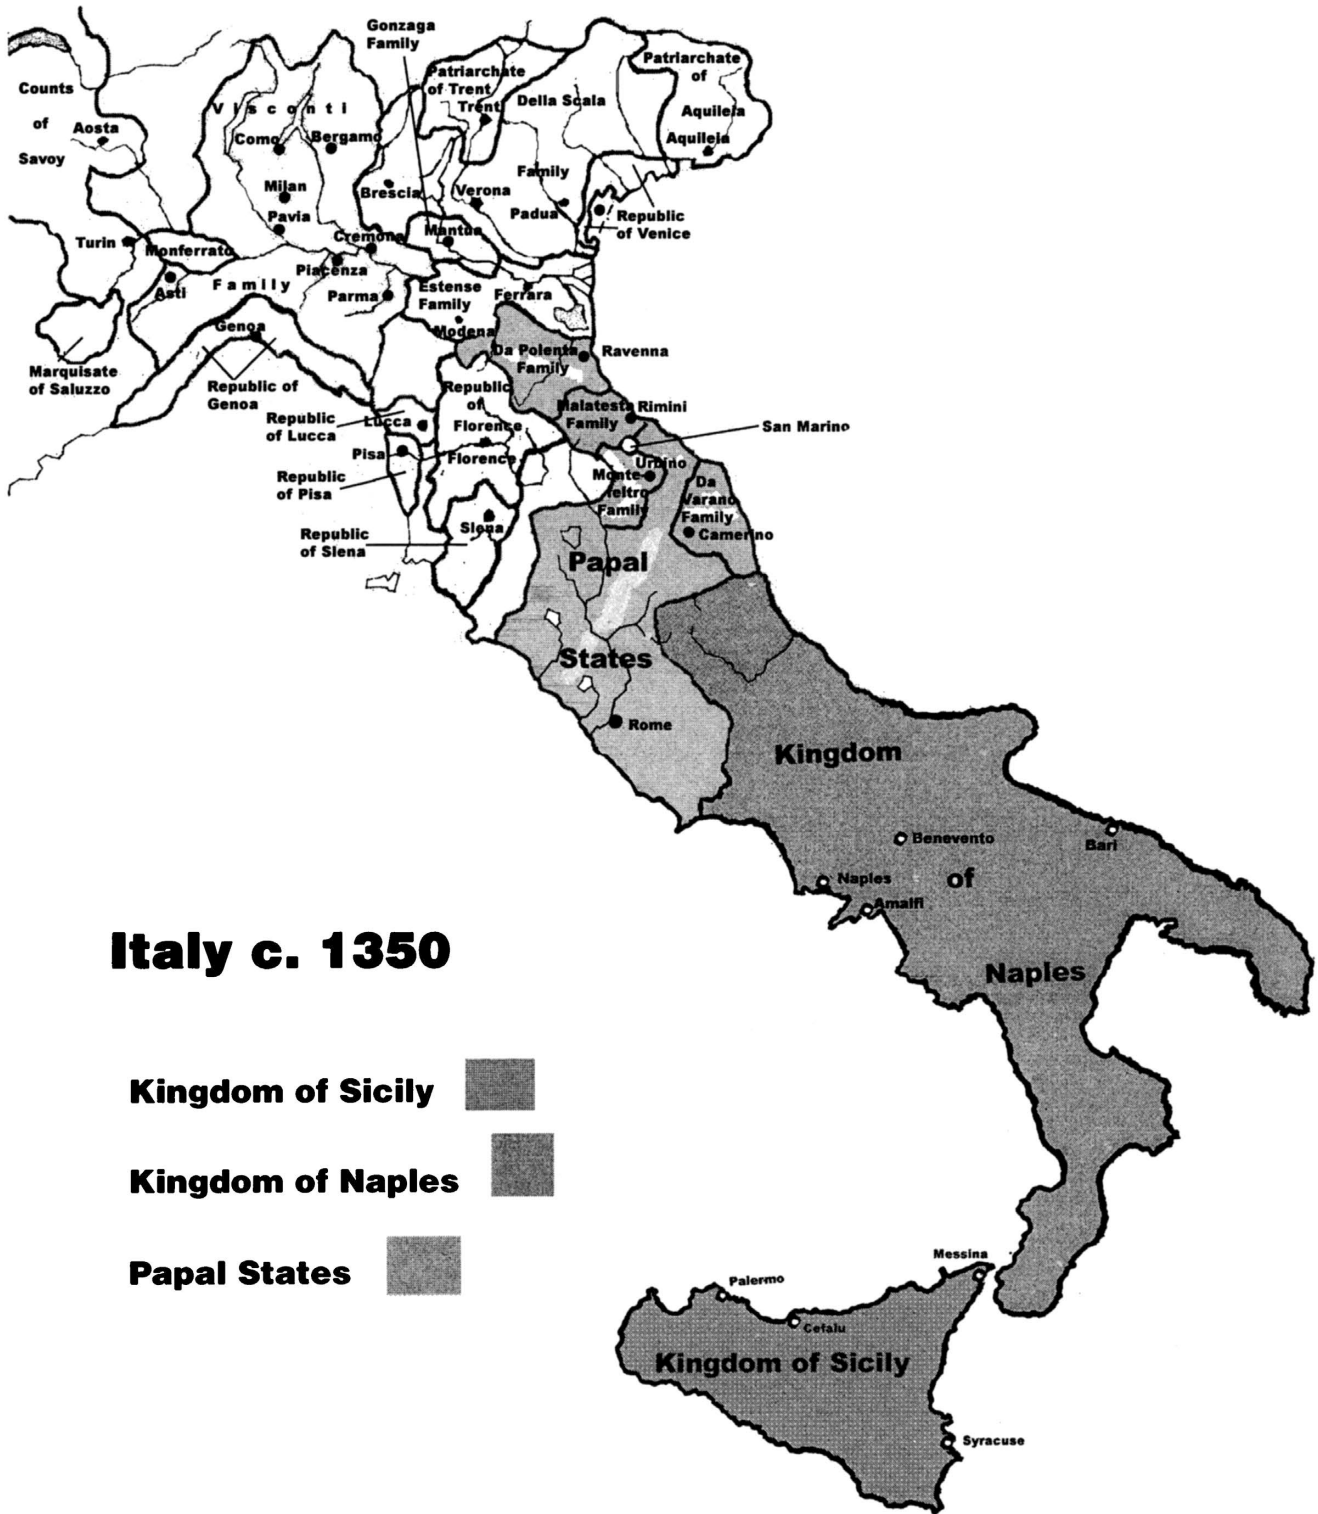 Gonzaga
Family
Counts
of
Savoy
Aosta
Visconti
Como
Bergamo
Milan
Pavia
Patriarchate
of Trent
Trent
Della Scala
Family
Patriarchate
of
Aquileia
Aquileia
Brescia
Verona
Padua
Republic
of Venice
Turin
Monferrato
Cremona
Mantua
Piacenza
Asti
Family
Parma
Estense
Family
Ferrara
Modena
Genoa
Marquisate
of Saluzzo
Republic of
Genoa
Da Polenta
Family
Ravenna
Republic
of
Florence
Florence
Malatesta
Family
Rimini
San Marino
Republic
of Lucca
Lucca
Pisa
Republic
of Pisa
Urbino
Monte-
feltro
Family
Da
Varano
Family
Camerino
Republic
of Siena
Siena
Papal
States
Rome
Kingdom
of
Naples
Benevento
Bari
Naples
Amalfi
Italy c. 1350
Kingdom of Sicily
Kingdom of Naples
Papal States
Messina
Palermo
Cefalu
Kingdom of Sicily
Syracuse